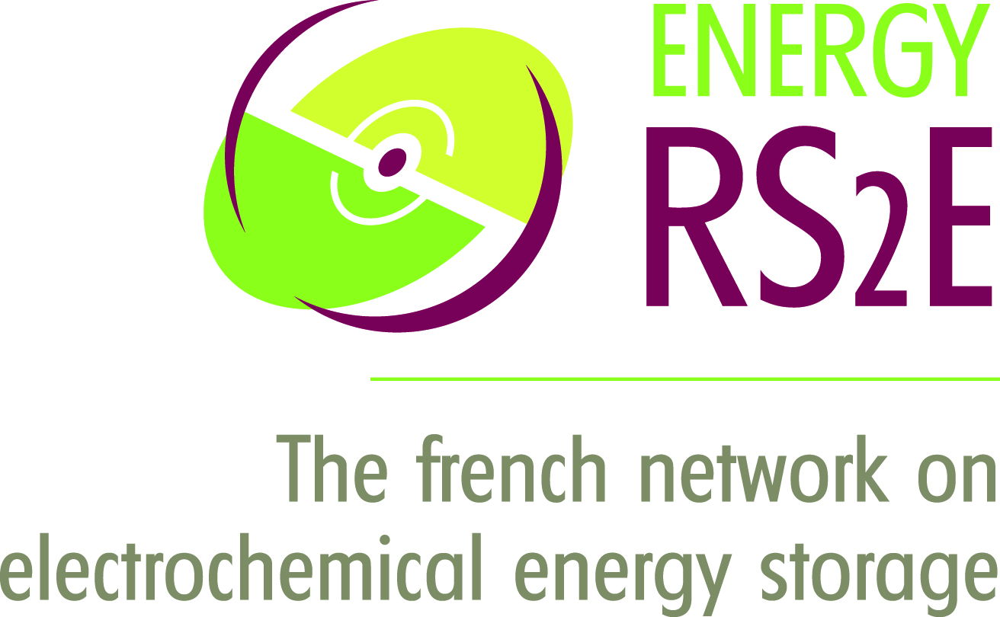 ENERGY
RS2E
The french network on
electrochemical energy storage